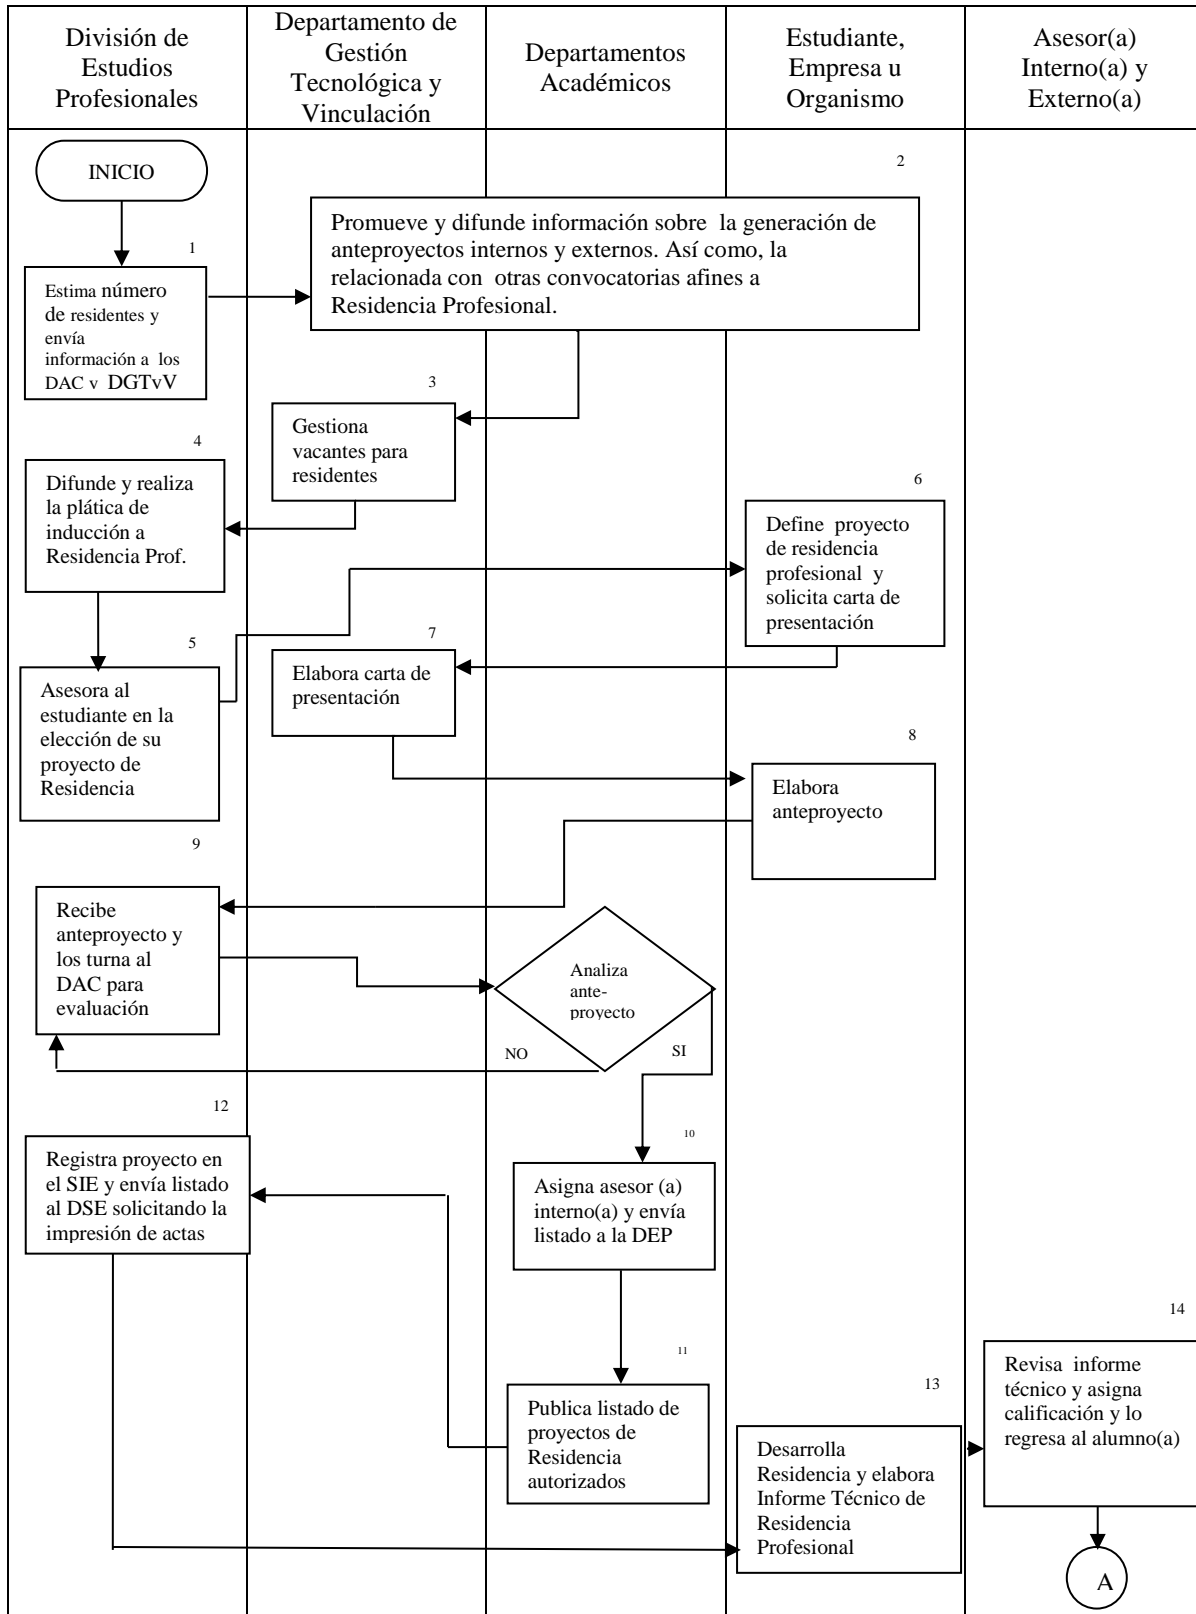 División de
Estudios
Profesionales
Departamento de
Gestión
Tecnológica y
Vinculación
Departamentos
Académicos
Estudiante,
Empresa u
Organismo
Asesor(a)
Interno(a) y
Externo(a)
INICIO
1
Estima número
de residentes y
envía
información a los
DAC y DGTyV
2
Promueve y difunde información sobre la generación de
anteproyectos internos y externos. Así como, la
relacionada con otras convocatorias afines a
Residencia Profesional.
3
Gestiona
vacantes para
residentes
4
Difunde y realiza
la plática de
inducción a
Residencia Prof.
5
Asesora al
estudiante en la
elección de su
proyecto de
Residencia
6
Define proyecto
de residencia
profesional y
solicita carta de
presentación
7
Elabora carta de
presentación
8
Elabora
anteproyecto
9
Recibe
anteproyecto y
los turna al
DAC para
evaluación
Analiza
ante-
proyecto
NO
SI
10
Asigna asesor (a)
interno(a) y envía
listado a la DEP
11
Publica listado de
proyectos de
Residencia
autorizados
12
Registra proyecto en
el SIE y envía listado
al DSE solicitando la
impresión de actas
13
Desarrolla
Residencia y elabora
Informe Técnico de
Residencia
Profesional
14
Revisa informe
técnico y asigna
calificación y lo
regresa al alumno(a)
A